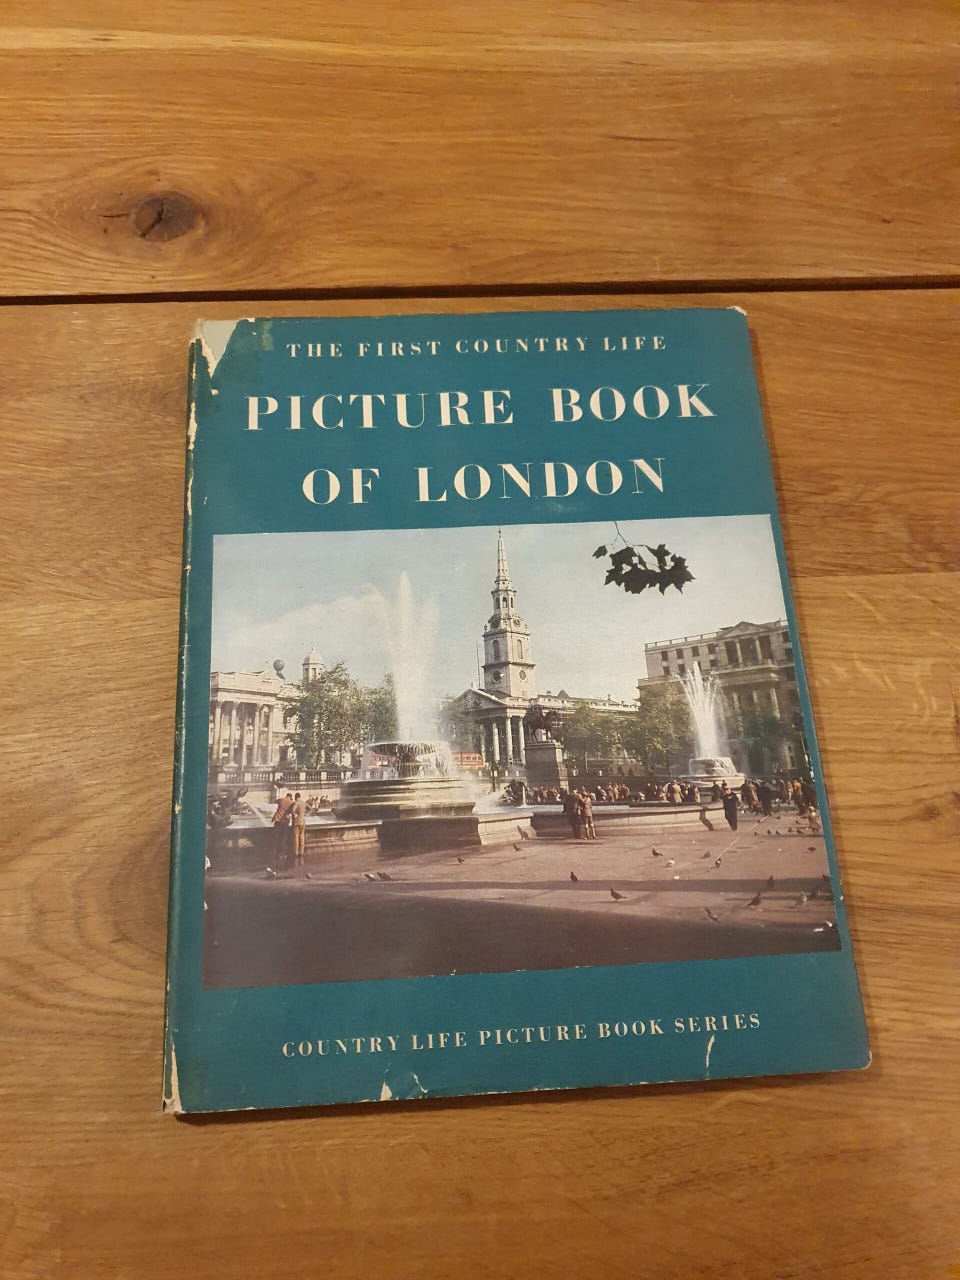 THE FIRST COUNTRY LIFE
PICTURE BOOK
OF LONDON
COUNTRY LIFE PICTURE BOOK SERIES